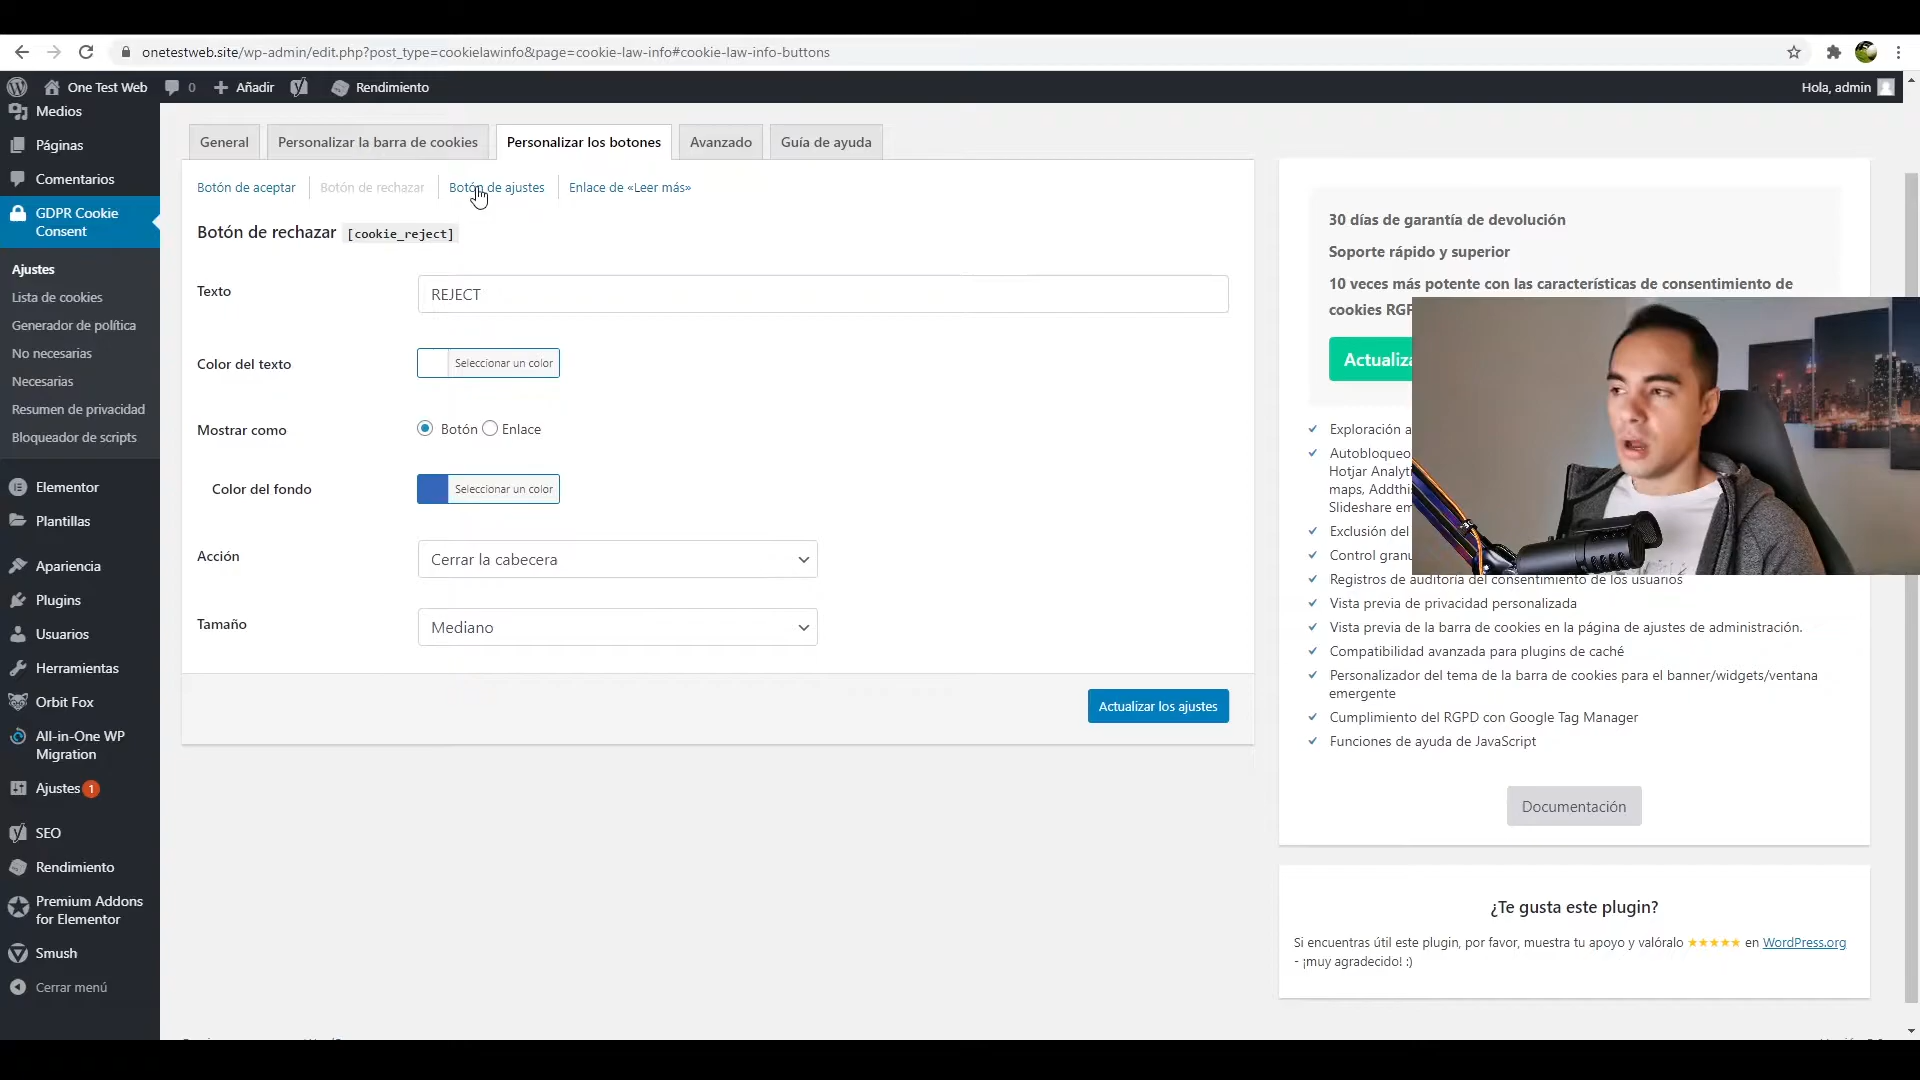 onetestweb.site/wp-admin/edit.php?post_type=cookielawinfo&page=cookie-law-info#cookie-law-info-buttons
One Test Web
0
Añadir
Rendimiento
Hola, admin
Medios
Páginas
Comentarios
GDPR Cookie
Consent
Ajustes
Lista de cookies
Generador de política
No necesarias
Necesarias
Resumen de privacidad
Bloqueador de scripts
Elementor
Plantillas
Apariencia
Plugins
Usuarios
Herramientas
Orbit Fox
All-in-One WP
Migration
Ajustes 1
SEO
Rendimiento
Premium Addons
for Elementor
Smush
Cerrar menú
General
Personalizar la barra de cookies
Personalizar los botones
Avanzado
Guía de ayuda
Botón de aceptar
Botón de rechazar
Botón de ajustes
Enlace de «Leer más»
Botón de rechazar [cookie_reject]
Texto
REJECT
Color del texto
Seleccionar un color
Mostrar como
Botón
Enlace
Color del fondo
Seleccionar un color
Acción
Cerrar la cabecera
Tamaño
Mediano
Actualizar los ajustes
30 días de garantía de devolución
Soporte rápido y superior
10 veces más potente con las características de consentimiento de
cookies RGP
Actualiza
Exploración a
Autobloqueo
Hotjar Analyti
maps, Addthis
Slideshare em
Exclusión del
Control granu
Registros de auditoría del consentimiento de los usuarios
Vista previa de privacidad personalizada
Vista previa de la barra de cookies en la página de ajustes de administración.
Compatibilidad avanzada para plugins de caché
Personalizador del tema de la barra de cookies para el banner/widgets/ventana
emergente
Cumplimiento del RGPD con Google Tag Manager
Funciones de ayuda de JavaScript
Documentación
¿Te gusta este plugin?
Si encuentras útil este plugin, por favor, muestra tu apoyo y valóralo ★★★★★ en WordPress.org
- ¡muy agradecido! :)